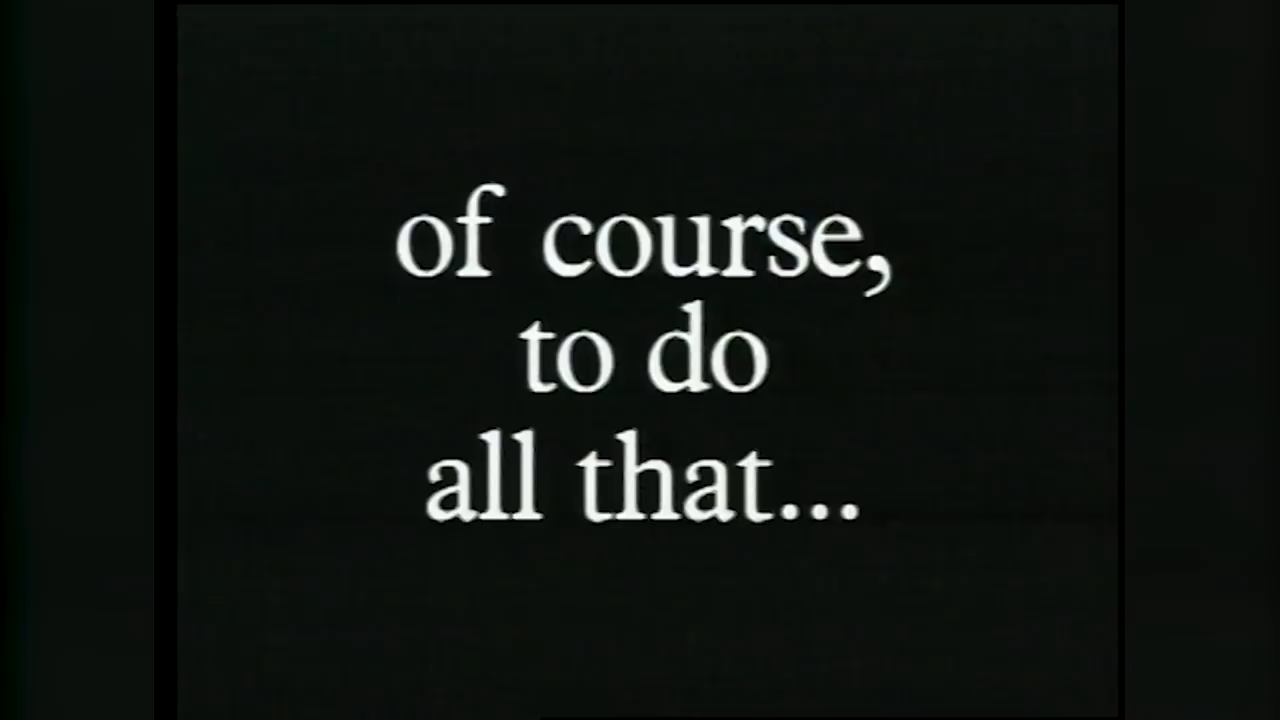 of course,
to do
all that...